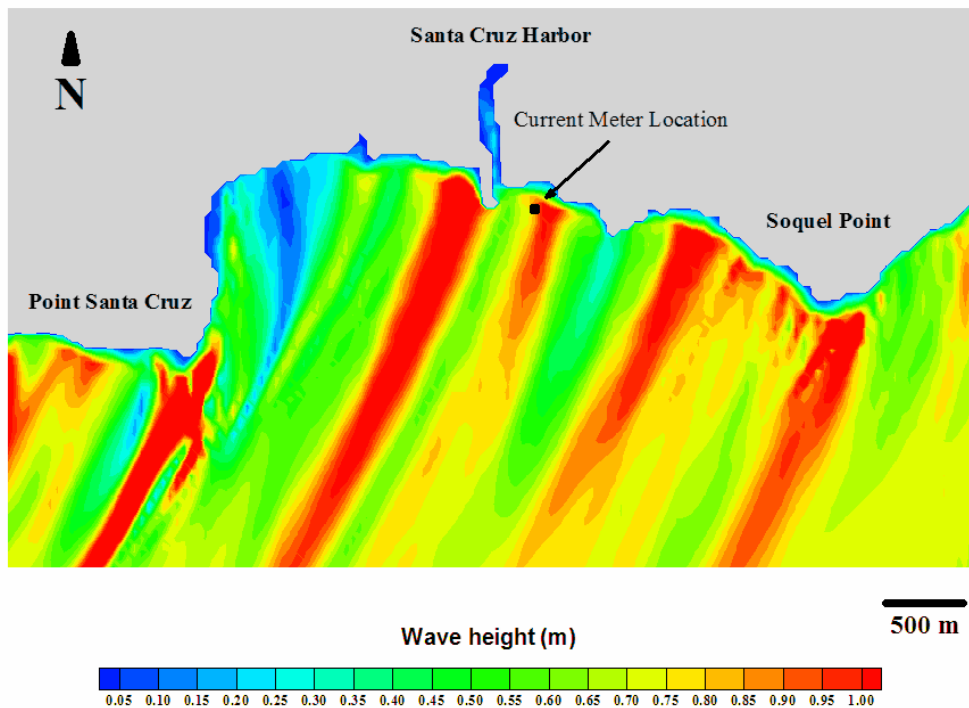 Santa Cruz Harbor
N
Current Meter Location
Soquel Point
Point Santa Cruz
500 m
Wave height (m)
0.05 0.10 0.15 0.20 0.25 0.30 0.35 0.40 0.45 0.50 0.55 0.60 0.65 0.70 0.75 0.80 0.85 0.90 0.95 1.00